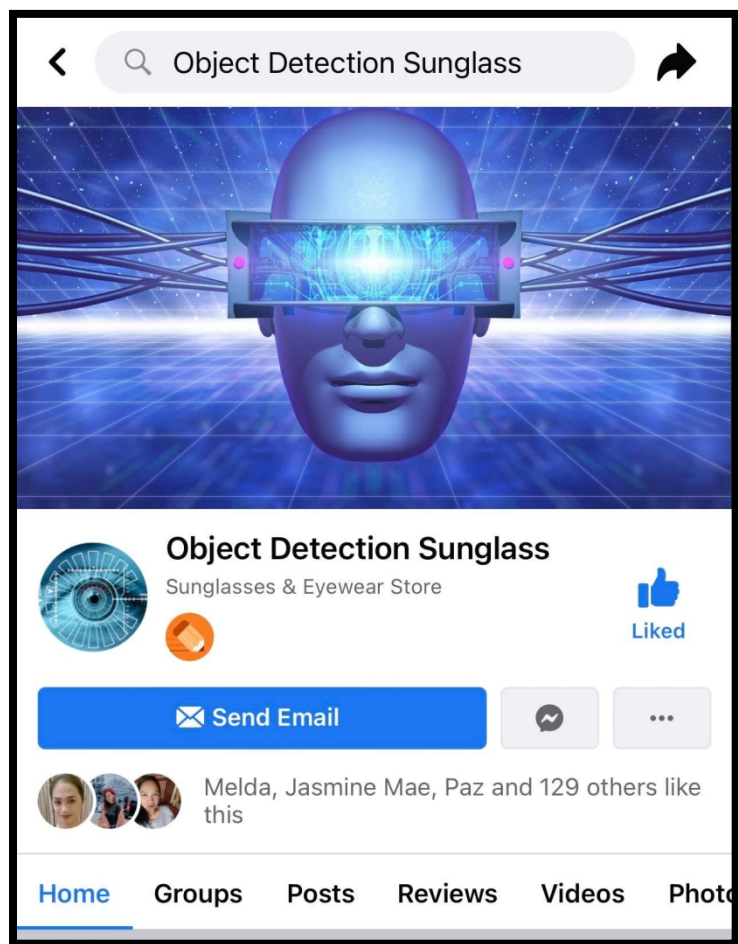 Object Detection Sunglass
Object Detection Sunglass
Sunglasses & Eyewear Store
Liked
Send Email
Melda, Jasmine Mae, Paz and 129 others like
this
Home Groups Posts Reviews Videos Photo